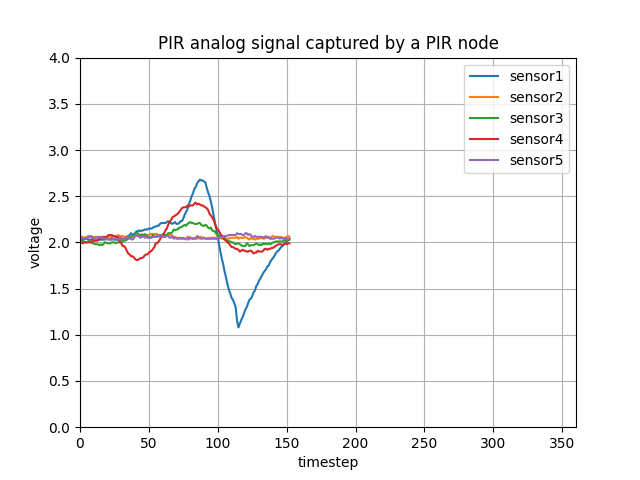 PIR analog signal captured by a PIR node
4.0
3.5
3.0
2.5
2.0
1.5
1.0
0.5
0.0
voltage
sensor1
sensor2
sensor3
sensor4
sensor5
0 50 100 150 200 250 300 350
timestep